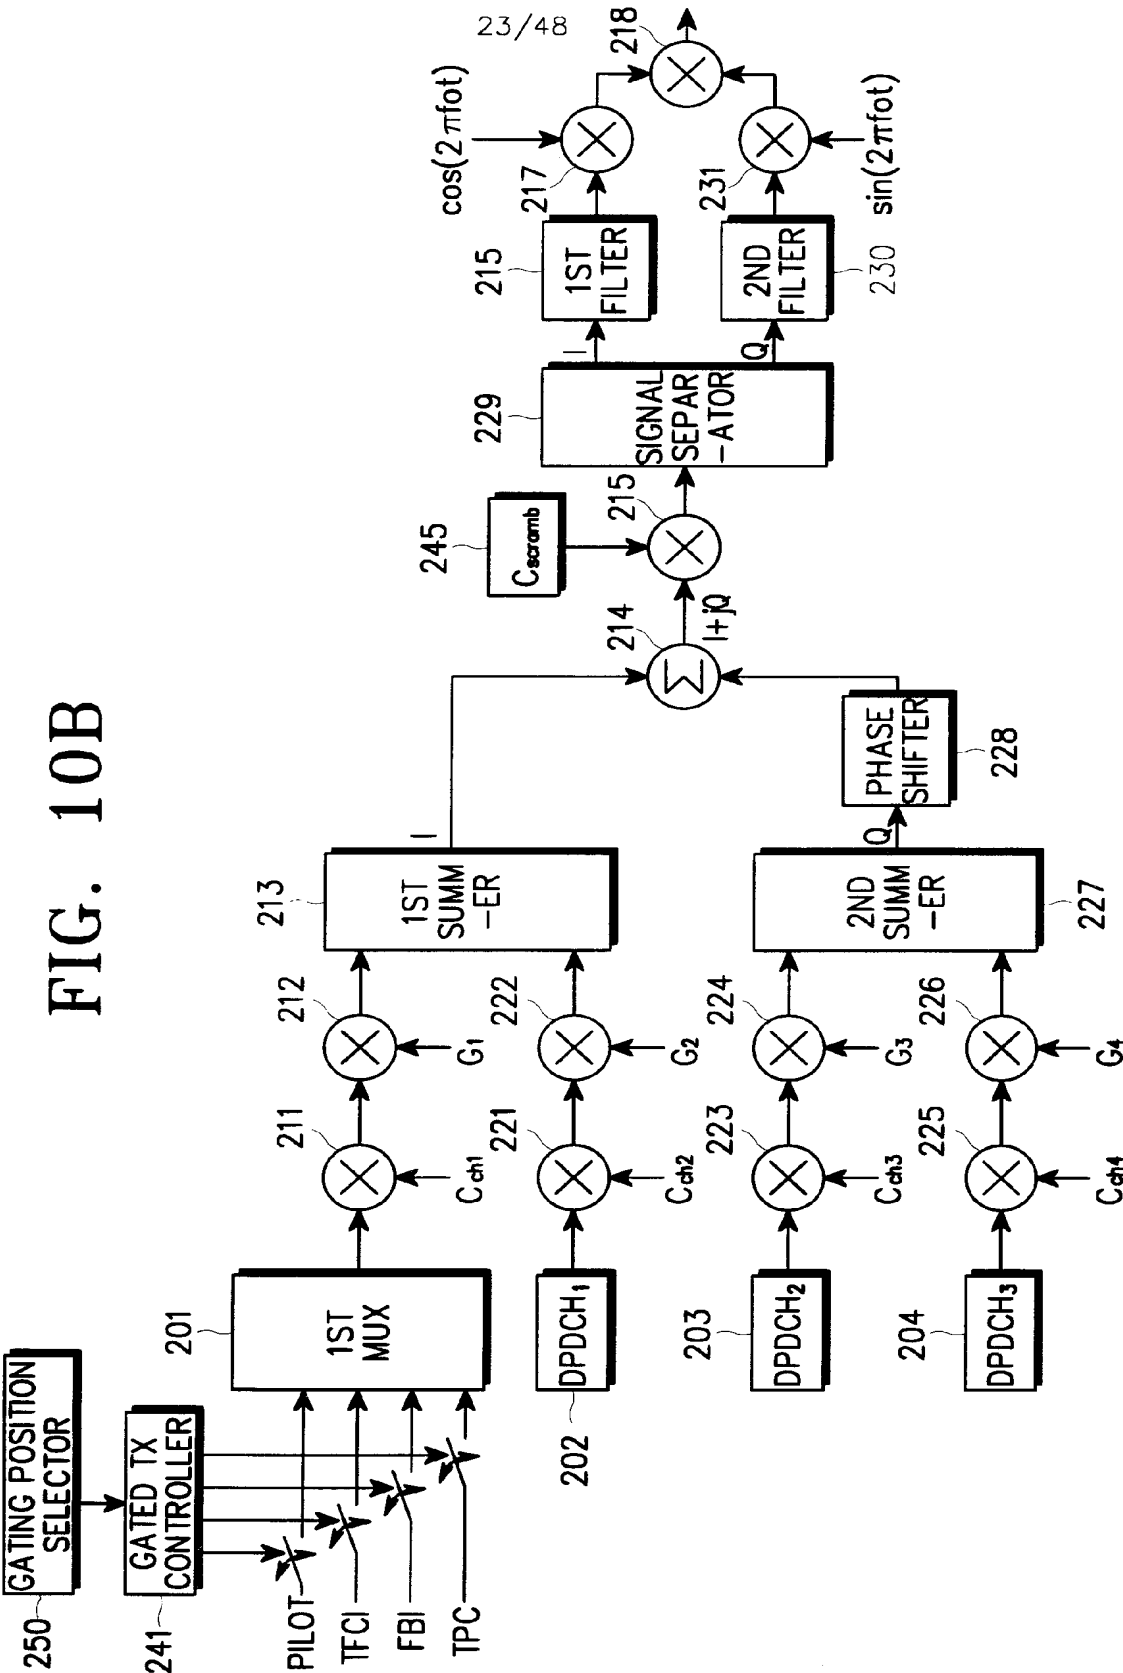 23/48
FIG. 10B
GATING POSITION
SELECTOR
250
GATED TX
CONTROLLER
241
PILOT
TFCI
FBI
TPC
201
1ST
MUX
211
Cch1
212
G1
213
1ST
SUMM
-ER
I
DPDCH1
202
221
Cch2
222
G2
203
DPDCH2
223
Cch3
224
G3
204
DPDCH3
225
Cch4
226
G4
2ND
SUMM
-ER
227
Q
PHASE
SHIFTER
228
214
Σ
I+jQ
245
Cscramb
215
229
SIGNAL
SEPAR
-ATOR
I
Q
215
1ST
FILTER
2ND
FILTER
230
217
cos(2πfot)
231
sin(2πfot)
218